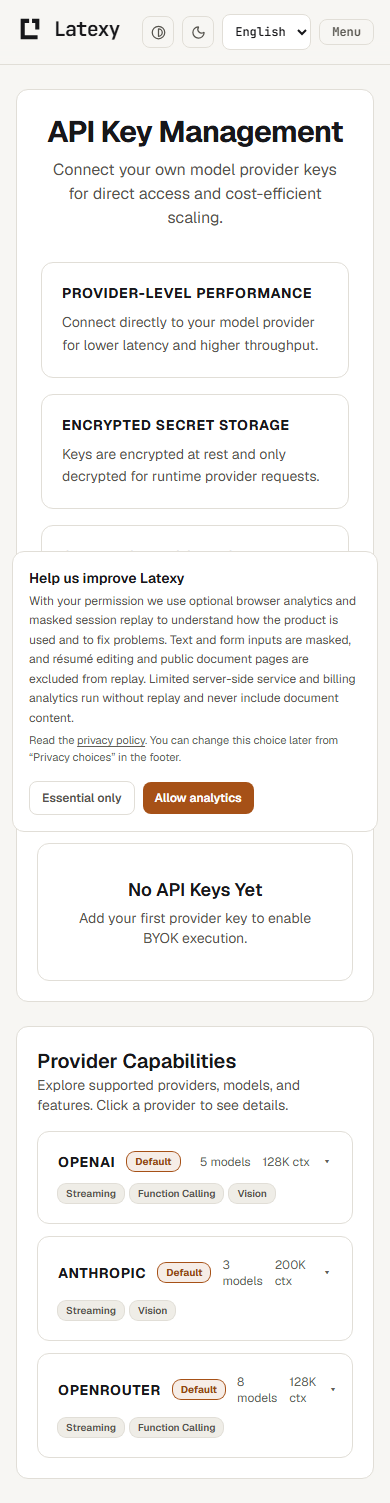 Latexy
English
Menu
API Key Management
Connect your own model provider keys
for direct access and cost-efficient
scaling.
PROVIDER-LEVEL PERFORMANCE
Connect directly to your model provider
for lower latency and higher throughput.
ENCRYPTED SECRET STORAGE
Keys are encrypted at rest and only
decrypted for runtime provider requests.
Help us improve Latexy
With your permission we use optional browser analytics and
masked session replay to understand how the product is
used and to fix problems. Text and form inputs are masked,
and résumé editing and public document pages are
excluded from replay. Limited server-side service and billing
analytics run without replay and never include document
content.
Read the privacy policy. You can change this choice later from
“Privacy choices” in the footer.
Essential only
Allow analytics
No API Keys Yet
Add your first provider key to enable
BYOK execution.
Provider Capabilities
Explore supported providers, models, and
features. Click a provider to see details.
OPENAI Default 5 models 128K ctx
Streaming Function Calling Vision
ANTHROPIC Default 3 models 200K ctx
Streaming Vision
OPENROUTER Default 8 models 128K ctx
Streaming Function Calling